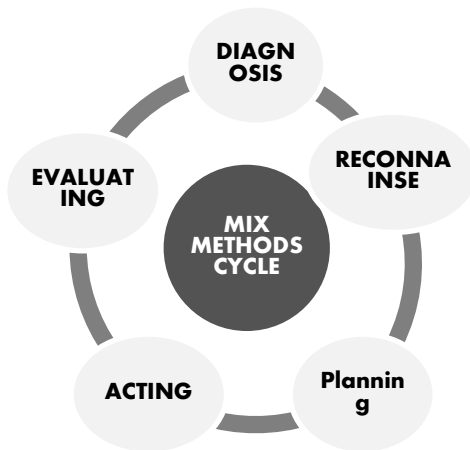 DIAGN
OSIS
RECONNA
INSE
Plannin
g
ACTING
EVALUAT
ING
MIX
METHODS
CYCLE